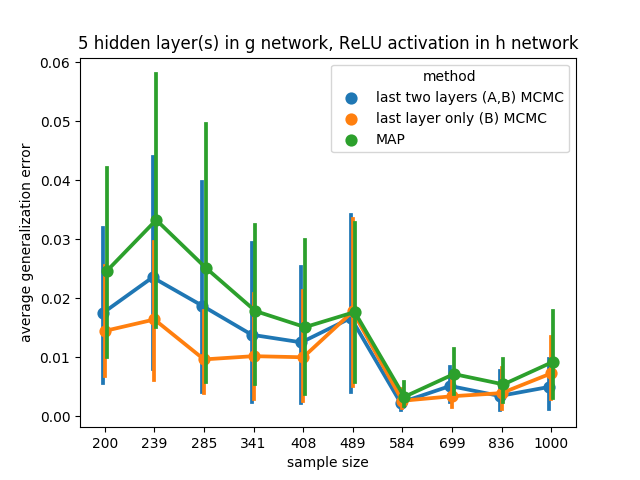 5 hidden layer(s) in g network, ReLU activation in h network
method
last two layers (A,B) MCMC
last layer only (B) MCMC
MAP
average generalization error
0.06
0.05
0.04
0.03
0.02
0.01
0.00
200 239 285 341 408 489 584 699 836 1000
sample size